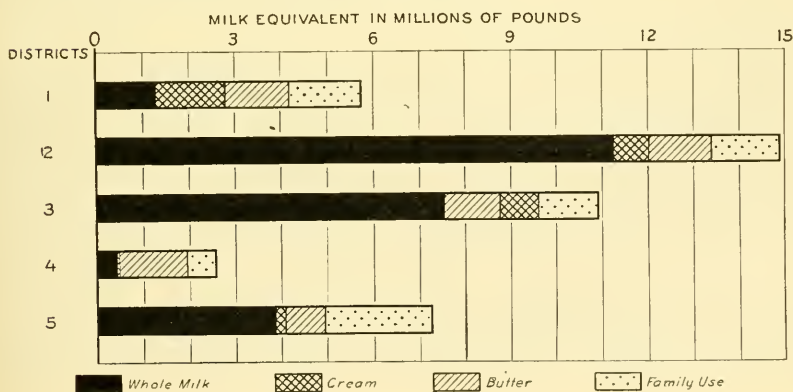 MILK EQUIVALENT IN MILLIONS OF POUNDS
0 3 6 9 12 15
DISTRICTS
1
12
3
4
5
Whole Milk Cream Butter Family Use